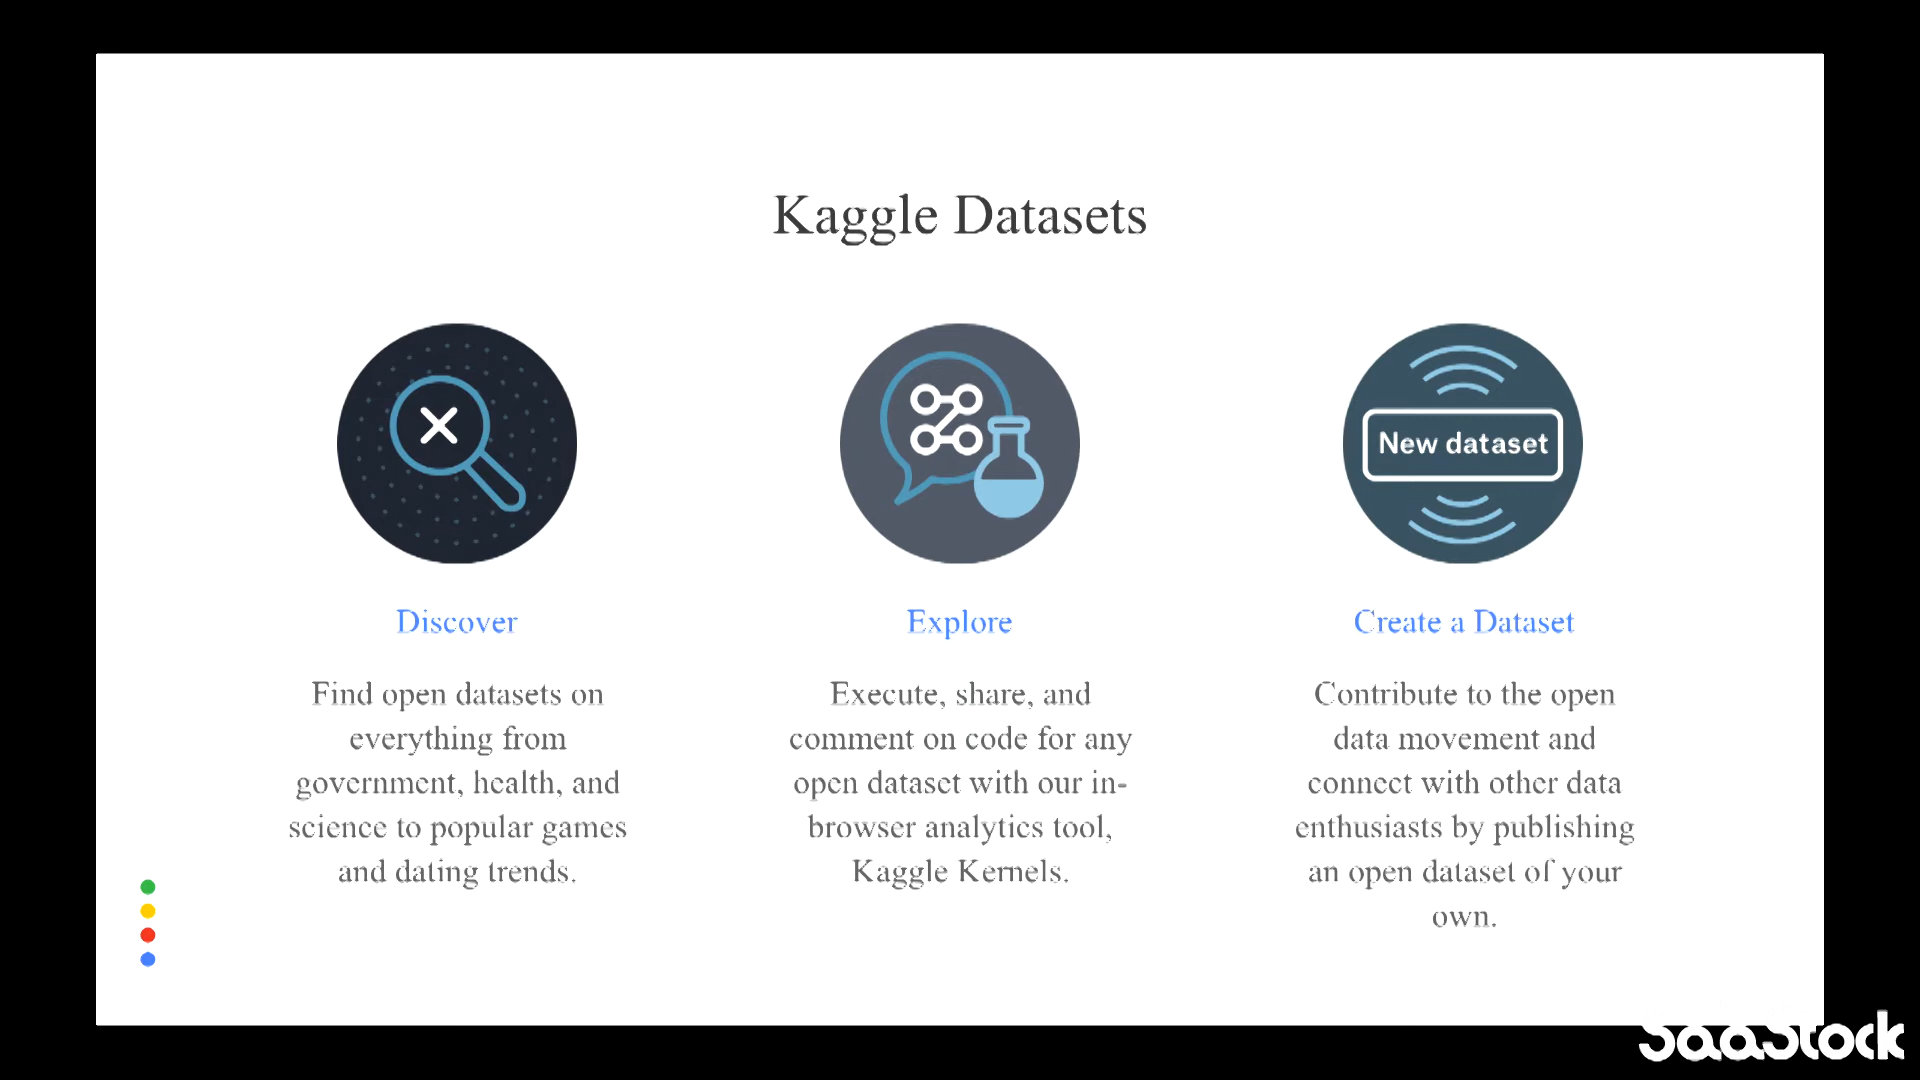 Kaggle Datasets
New dataset
Discover
Find open datasets on
everything from
government, health, and
science to popular games
and dating trends.
Explore
Execute, share, and
comment on code for any
open dataset with our in-
browser analytics tool,
Kaggle Kernels.
Create a Dataset
Contribute to the open
data movement and
connect with other data
enthusiasts by publishing
an open dataset of your
own.
SaaStock